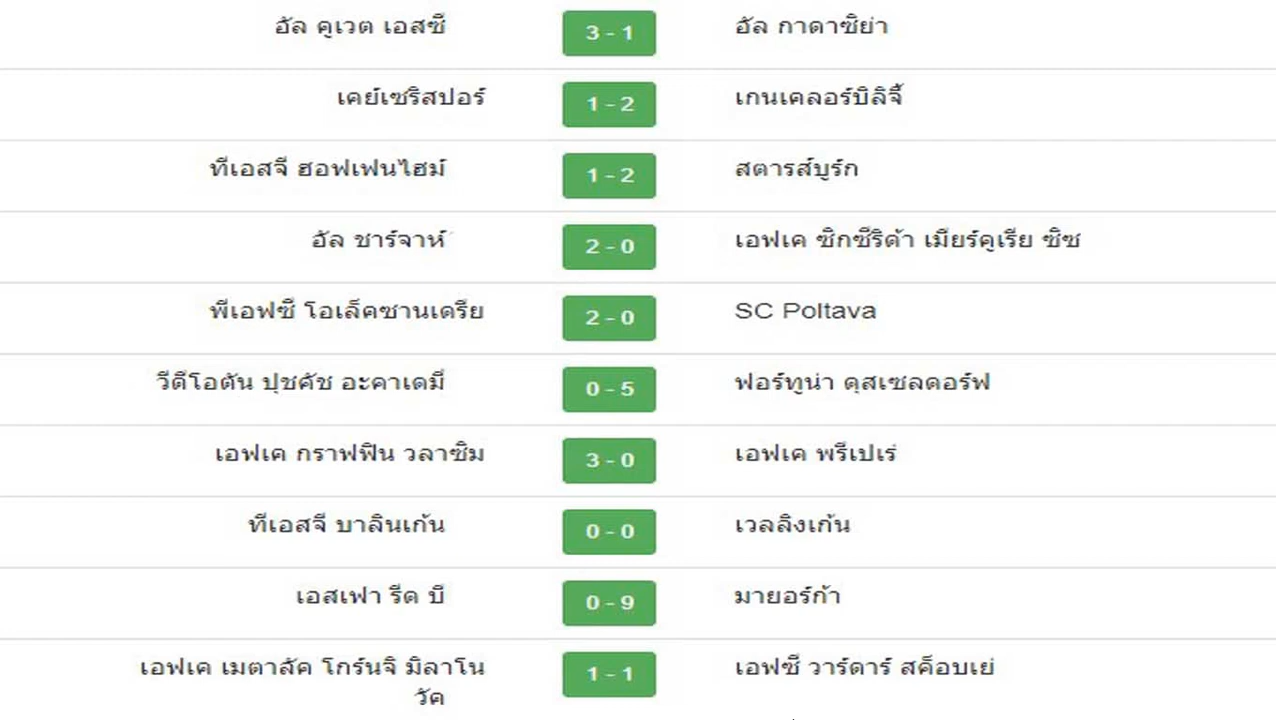 อัล คูเวต เอสซี 3 - 1 อัล กาดาซิย่า
เคย์เซริสปอร์ 1 - 2 เกนเคลอร์บิลิจี้
ทีเอสจี ฮอฟเฟนไฮม์ 1 - 2 สตารส์บูร์ก
อัล ชาร์จาห์ 2 - 0 เอฟเค ซิกซีริด้า เมียร์คูเรีย ซิซ
พีเอฟซี โอเล็คซานเดรีย 2 - 0 SC Poltava
วีดีโอตัน ปุชคัช อะคาเดมี 0 - 5 ฟอร์ทูน่า ดุสเซลดอร์ฟ
เอฟเค กราฟฟิน วลาซิม 3 - 0 เอฟเค พรีเปเร่
ทีเอสจี บาลินเก้น 0 - 0 เวลลิงเก้น
เอสเฟา รีด บี 0 - 9 มายอร์ก้า
เอฟเค เมตาลัค โกร์นจิ มิลาโน 1 - 1 เอฟซี วาร์ดาร์ สค็อบเย่
วัค